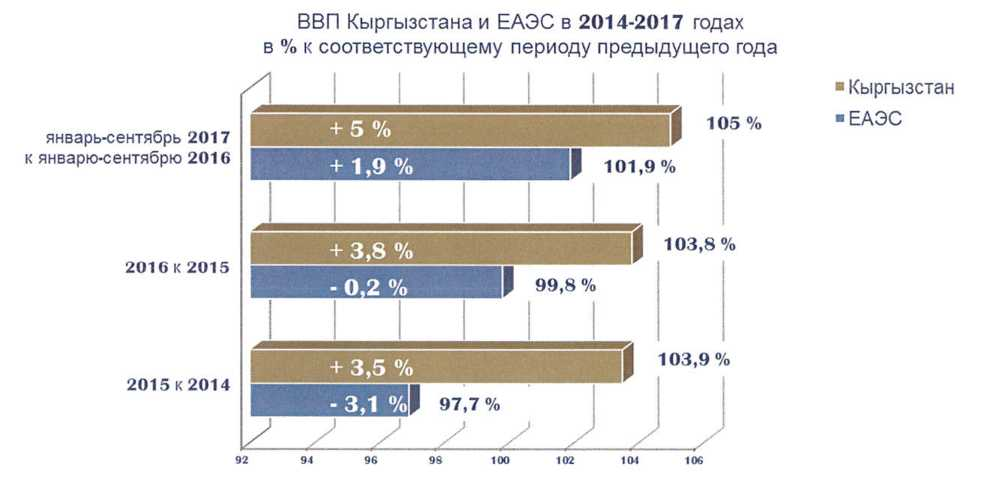 ВВП Кыргызстана и ЕАЭС в 2014-2017 годах
в % к соответствующему периоду предыдущего года
Кыргызстан
ЕАЭС
январь-сентябрь 2017
к январю-сентябрю 2016
+ 5 %
105 %
+ 1,9 %
101,9 %
2016 к 2015
+ 3,8 %
103,8 %
- 0,2 %
99,8 %
2015 к 2014
+ 3,5 %
103,9 %
- 3,1 %
97,7 %
92 94 96 98 100 102 104 106